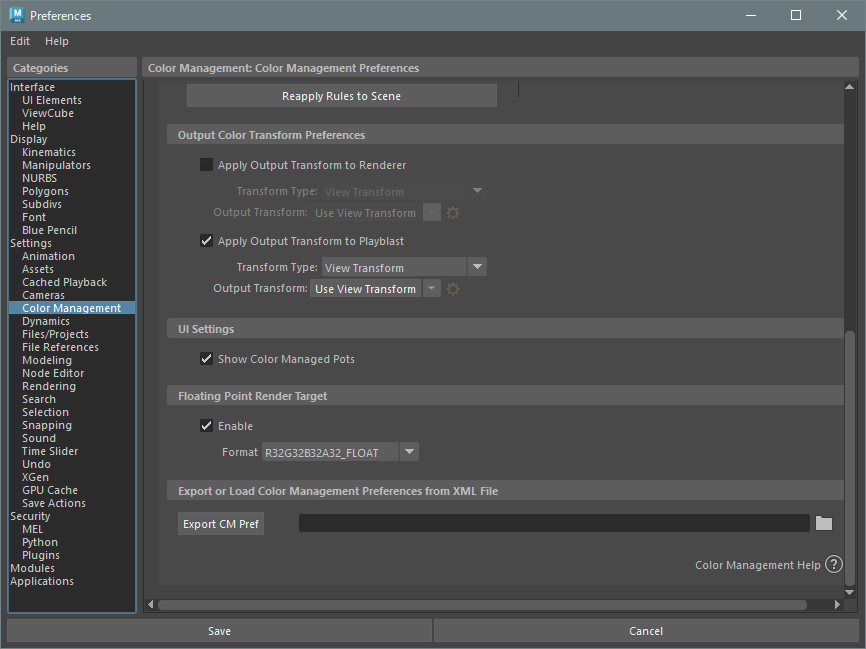 Preferences
Edit Help
Categories
Interface
UI Elements
ViewCube
Help
Display
Kinematics
Manipulators
NURBS
Polygons
Subdivs
Font
Blue Pencil
Settings
Animation
Assets
Cached Playback
Cameras
Color Management
Dynamics
Files/Projects
File References
Modeling
Node Editor
Rendering
Search
Selection
Snapping
Sound
Time Slider
Undo
XGen
GPU Cache
Save Actions
Security
MEL
Python
Plugins
Modules
Applications
Color Management: Color Management Preferences
Reapply Rules to Scene
Output Color Transform Preferences
Apply Output Transform to Renderer
Transform Type: View Transform
Output Transform: Use View Transform
Apply Output Transform to Playblast
Transform Type: View Transform
Output Transform: Use View Transform
UI Settings
Show Color Managed Pots
Floating Point Render Target
Enable
Format R32G32B32A32_FLOAT
Export or Load Color Management Preferences from XML File
Export CM Pref
Color Management Help ?
Save Cancel